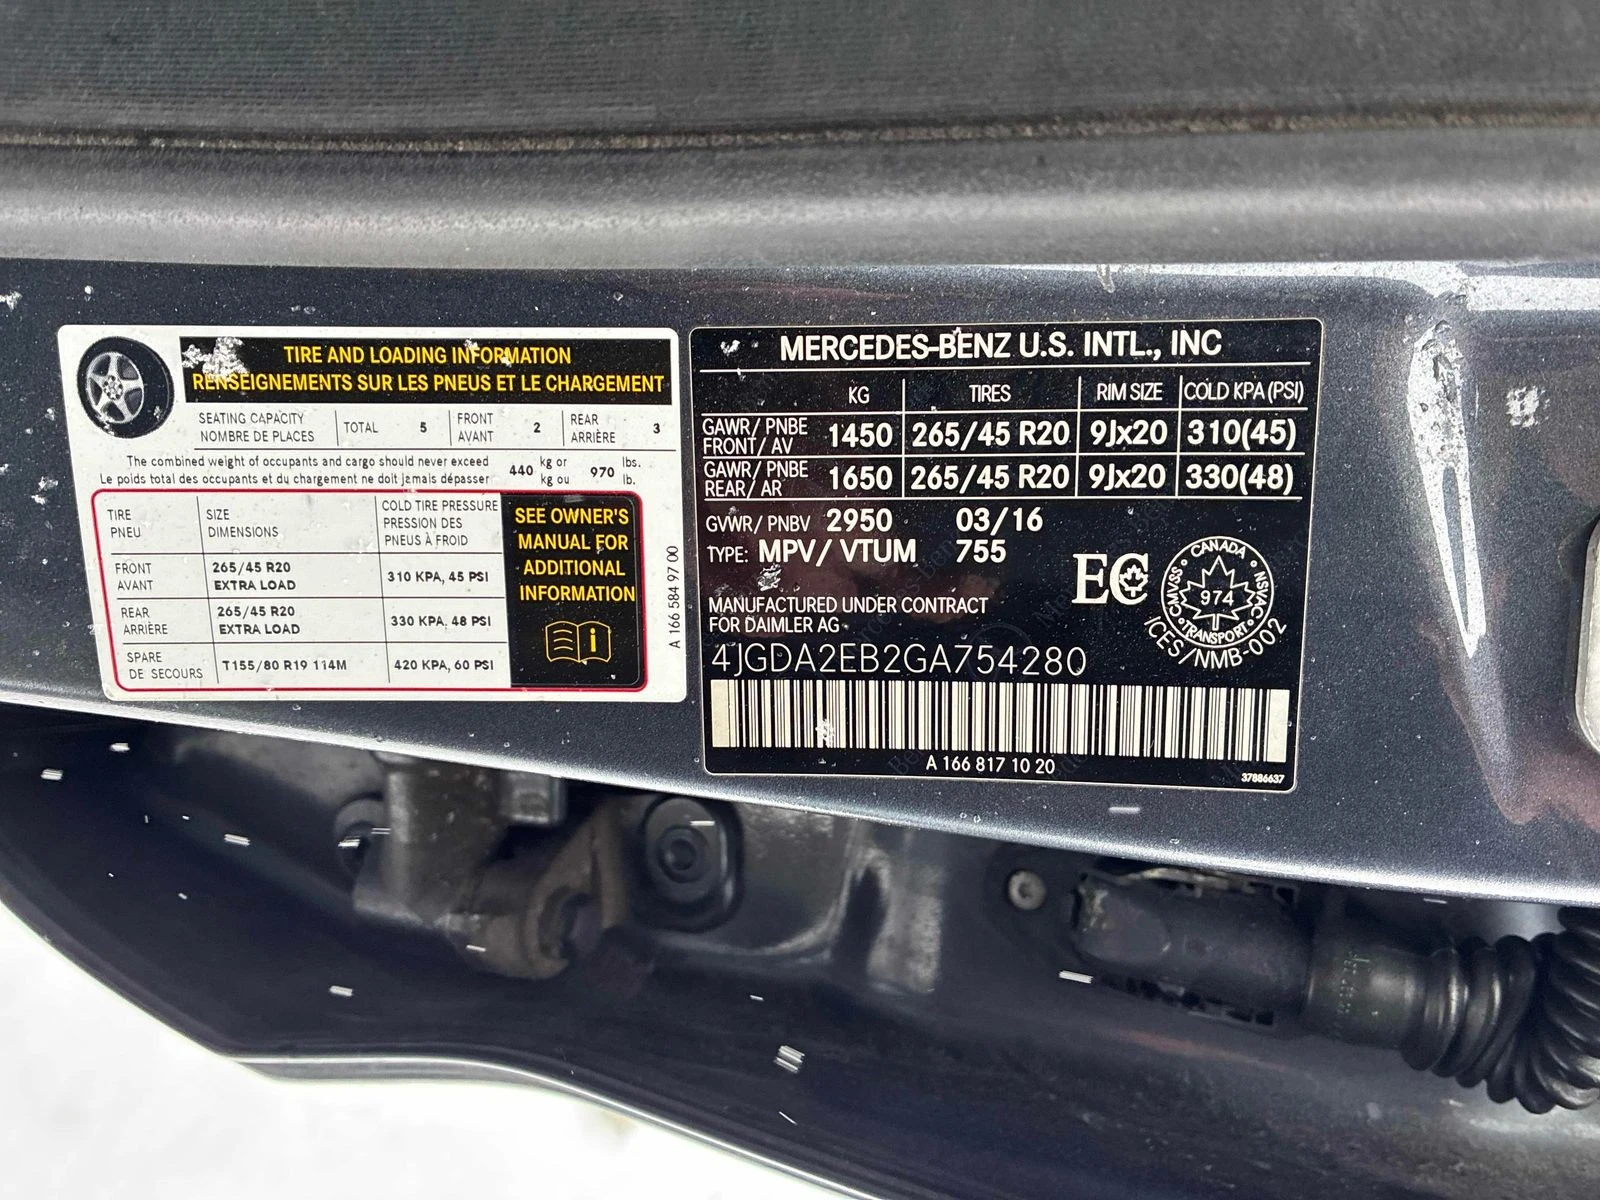 TIRE AND LOADING INFORMATION
RENSEIGNEMENTS SUR LES PNEUS ET LE CHARGEMENT
SEATING CAPACITY
NOMBRE DE PLACES
TOTAL 5
FRONT
AVANT
2
REAR
ARRIÈRE
3
The combined weight of occupants and cargo should never exceed
Le poids total des occupants et du chargement ne doit jamais dépasser
440 kg or 970 lbs.
kg ou lb.
TIRE
PNEU
SIZE
DIMENSIONS
COLD TIRE PRESSURE
PRESSION DES
PNEUS À FROID
FRONT
AVANT
265/45 R20
EXTRA LOAD
310 KPA, 45 PSI
REAR
ARRIÈRE
265/45 R20
EXTRA LOAD
330 KPA, 48 PSI
SPARE
DE SECOURS
T155/80 R19 114M
420 KPA, 60 PSI
SEE OWNER'S
MANUAL FOR
ADDITIONAL
INFORMATION
i
A 166 584 97 00
MERCEDES-BENZ U.S. INTL., INC
KG TIRES RIM SIZE COLD KPA (PSI)
GAWR/ PNBE
FRONT/ AV
1450 265/45 R20 9Jx20 310(45)
GAWR/ PNBE
REAR/ AR
1650 265/45 R20 9Jx20 330(48)
GVWR/ PNBV 2950 03/16
TYPE: MPV/ VTUM 755
EC
CANADA
CMVSS
NSVAC
974
TRANSPORT
ICES/NMB-002
MANUFACTURED UNDER CONTRACT
FOR DAIMLER AG
4JGDA2EB2GA754280
A 166 817 10 20
37886637